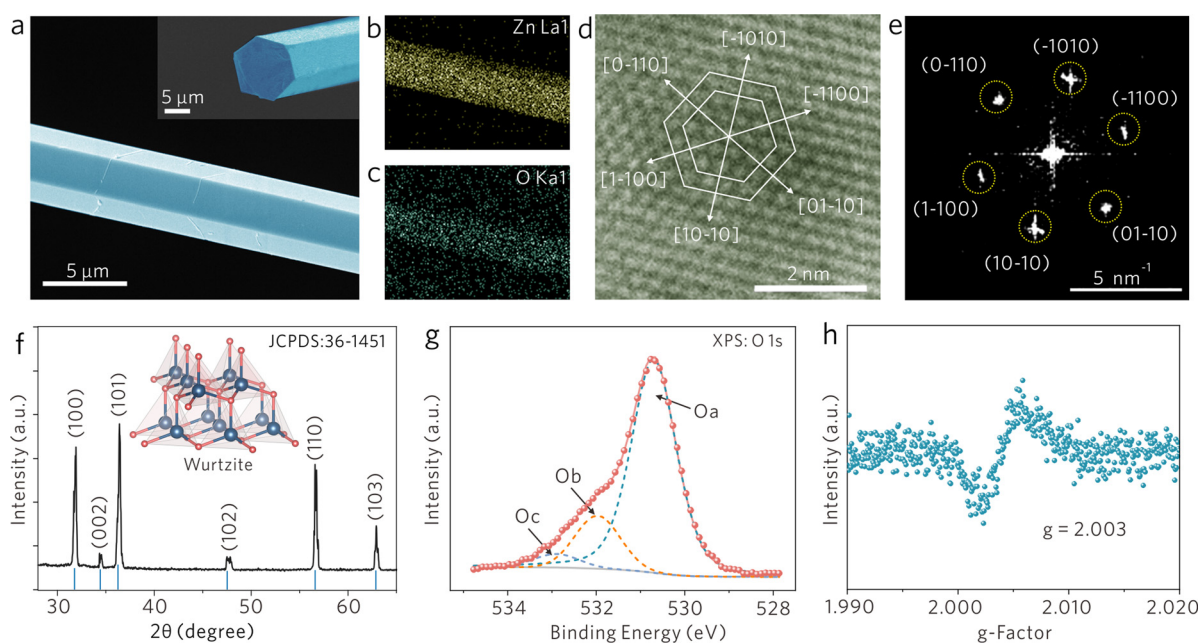 a
5 μm
5 μm
b
Zn La1
c
O Ka1
d
[-1010]
[0-110]
[-1100]
[1-100]
[01-10]
[10-10]
2 nm
e
(-1010)
(0-110)
(-1100)
(1-100)
(01-10)
(10-10)
5 nm-1
f
JCPDS:36-1451
Intensity (a.u.)
(100)
(002)
(101)
Wurtzite
(102)
(110)
(103)
30
40
50
60
2θ (degree)
g
XPS: O 1s
Intensity (a.u.)
Oa
Ob
Oc
534
532
530
528
Binding Energy (eV)
h
Intensity (a.u.)
g = 2.003
1.990
2.000
2.010
2.020
g-Factor